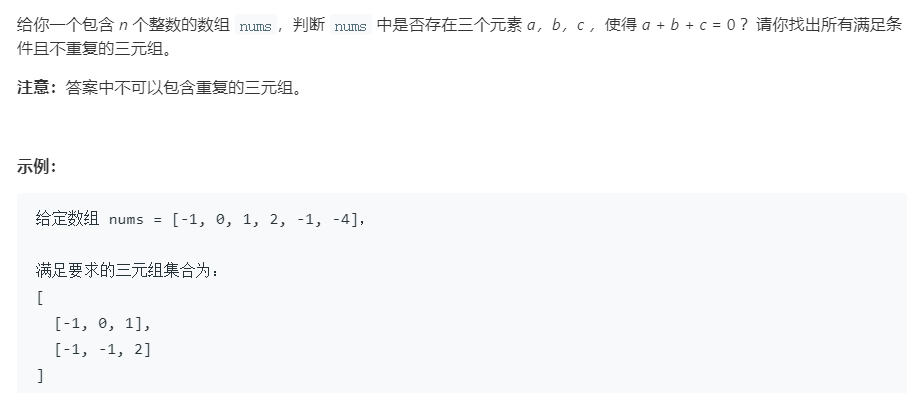 给你一个包含 n 个整数的数组 nums ，判断 nums 中是否存在三个元素 a，b，c ，使得 a + b + c = 0 ？请你找出所有满足条
件且不重复的三元组。
注意：答案中不可以包含重复的三元组。
示例：
给定数组 nums = [-1, 0, 1, 2, -1, -4]，
满足要求的三元组集合为：
[
[-1, 0, 1],
[-1, -1, 2]
]